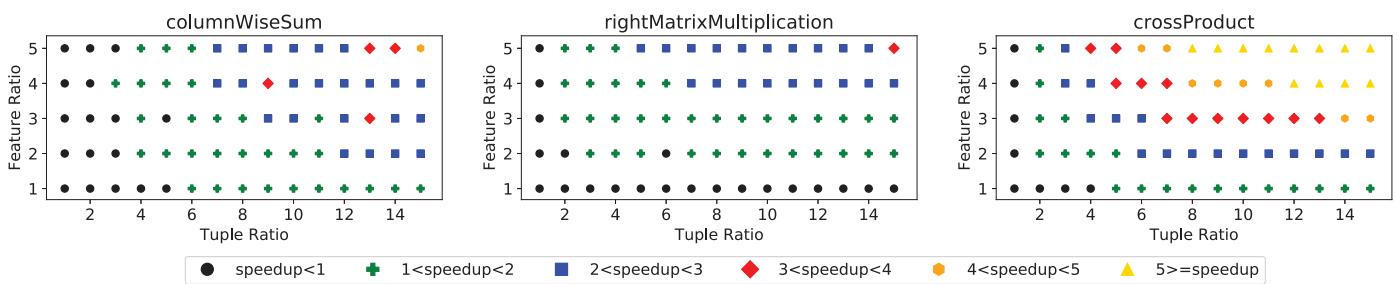 columnWiseSum
Feature Ratio
5
4
3
2
1
2 4 6 8 10 12 14
Tuple Ratio
rightMatrixMultiplication
Feature Ratio
5
4
3
2
1
2 4 6 8 10 12 14
Tuple Ratio
crossProduct
Feature Ratio
5
4
3
2
1
2 4 6 8 10 12 14
Tuple Ratio
speedup<1 1<speedup<2 2<speedup<3 3<speedup<4 4<speedup<5 5>=speedup